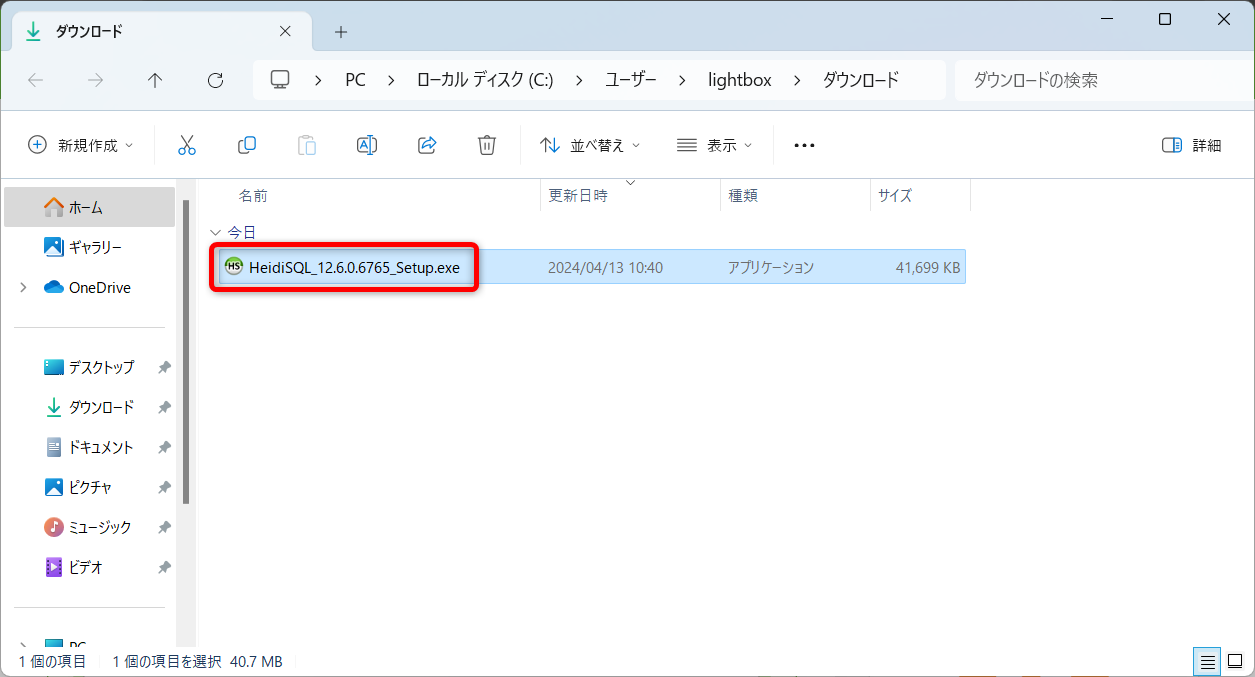 ダウンロード
PC ローカル ディスク (C:) ユーザー lightbox ダウンロード ダウンロードの検索
新規作成 並べ替え 表示 詳細
名前 更新日時 種類 サイズ
ホーム
今日
ギャラリー
HS HeidiSQL_12.6.0.6765_Setup.exe 2024/04/13 10:40 アプリケーション 41,699 KB
OneDrive
デスクトップ
ダウンロード
ドキュメント
ピクチャ
ミュージック
ビデオ
PC
1 個の項目 1 個の項目を選択 40.7 MB